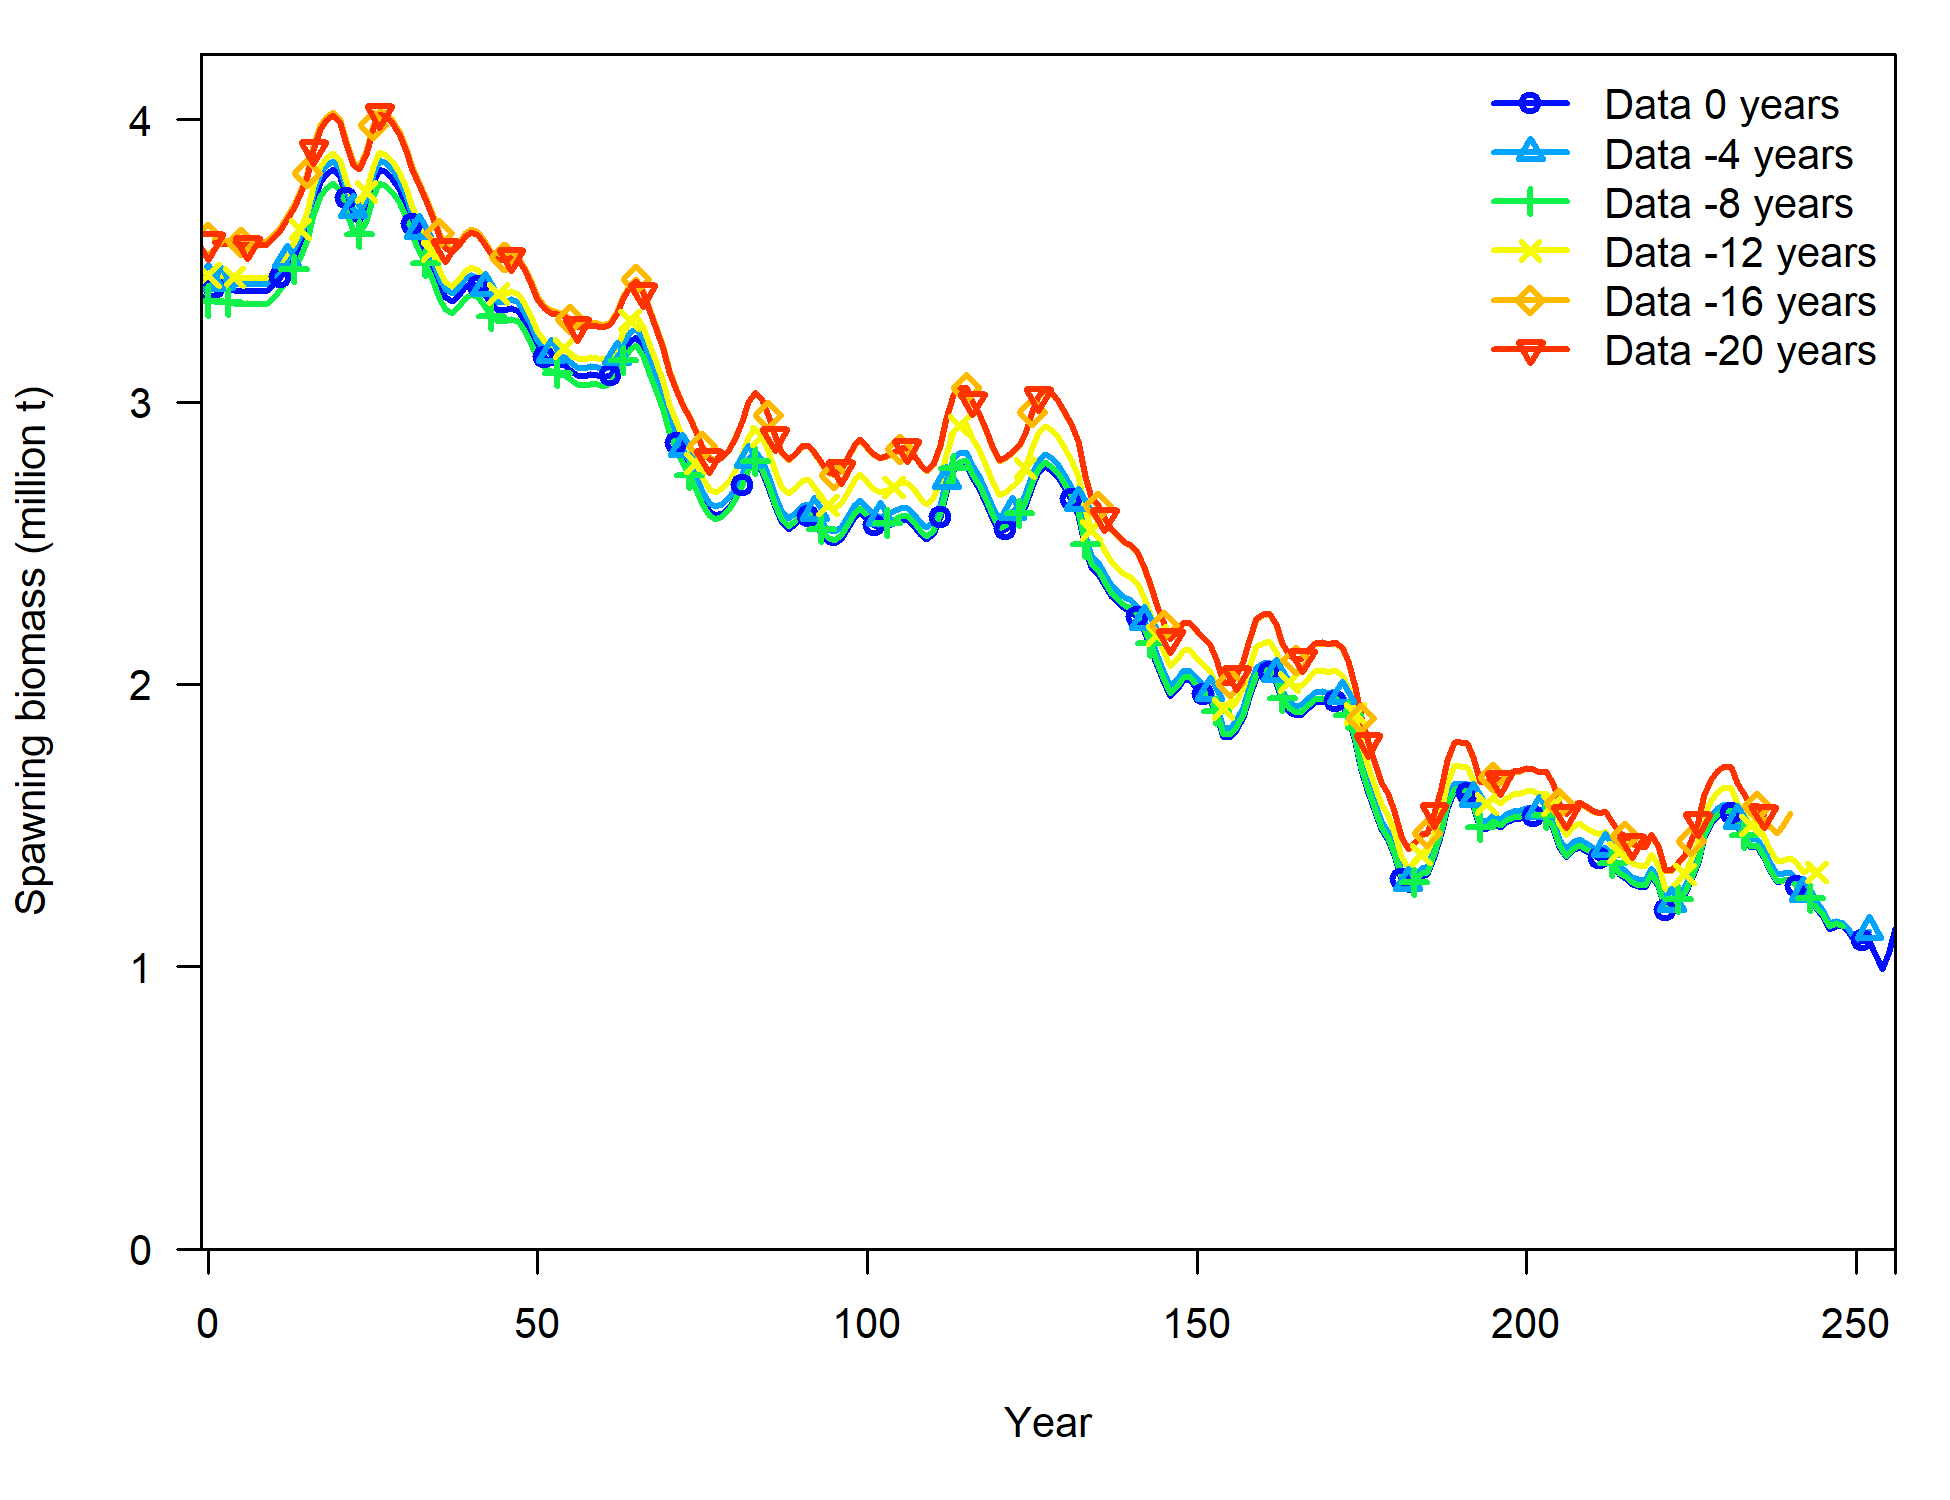 Data 0 years
Data -4 years
Data -8 years
Data -12 years
Data -16 years
Data -20 years
4
3
2
1
0
Spawning biomass (million t)
0 50 100 150 200 250
Year